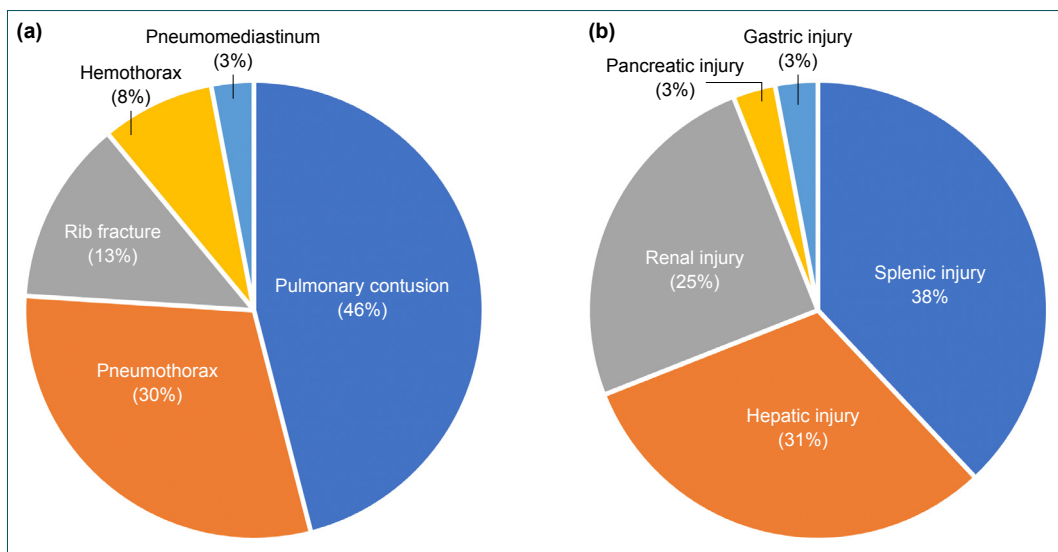 (a)
Pneumomediastinum
(3%)
Hemothorax
(8%)
Rib fracture
(13%)
Pulmonary contusion
(46%)
Pneumothorax
(30%)
(b)
Gastric injury
(3%)
Pancreatic injury
(3%)
Renal injury
(25%)
Splenic injury
38%
Hepatic injury
(31%)